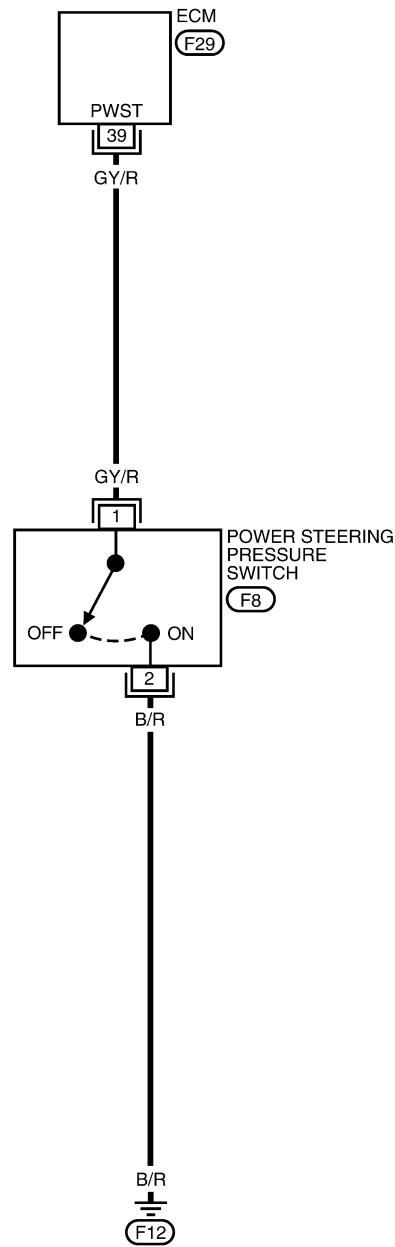 ECM
F29
PWST
39
GY/R
GY/R
1
POWER STEERING
PRESSURE
SWITCH
F8
OFF ON
2
B/R
B/R
F12